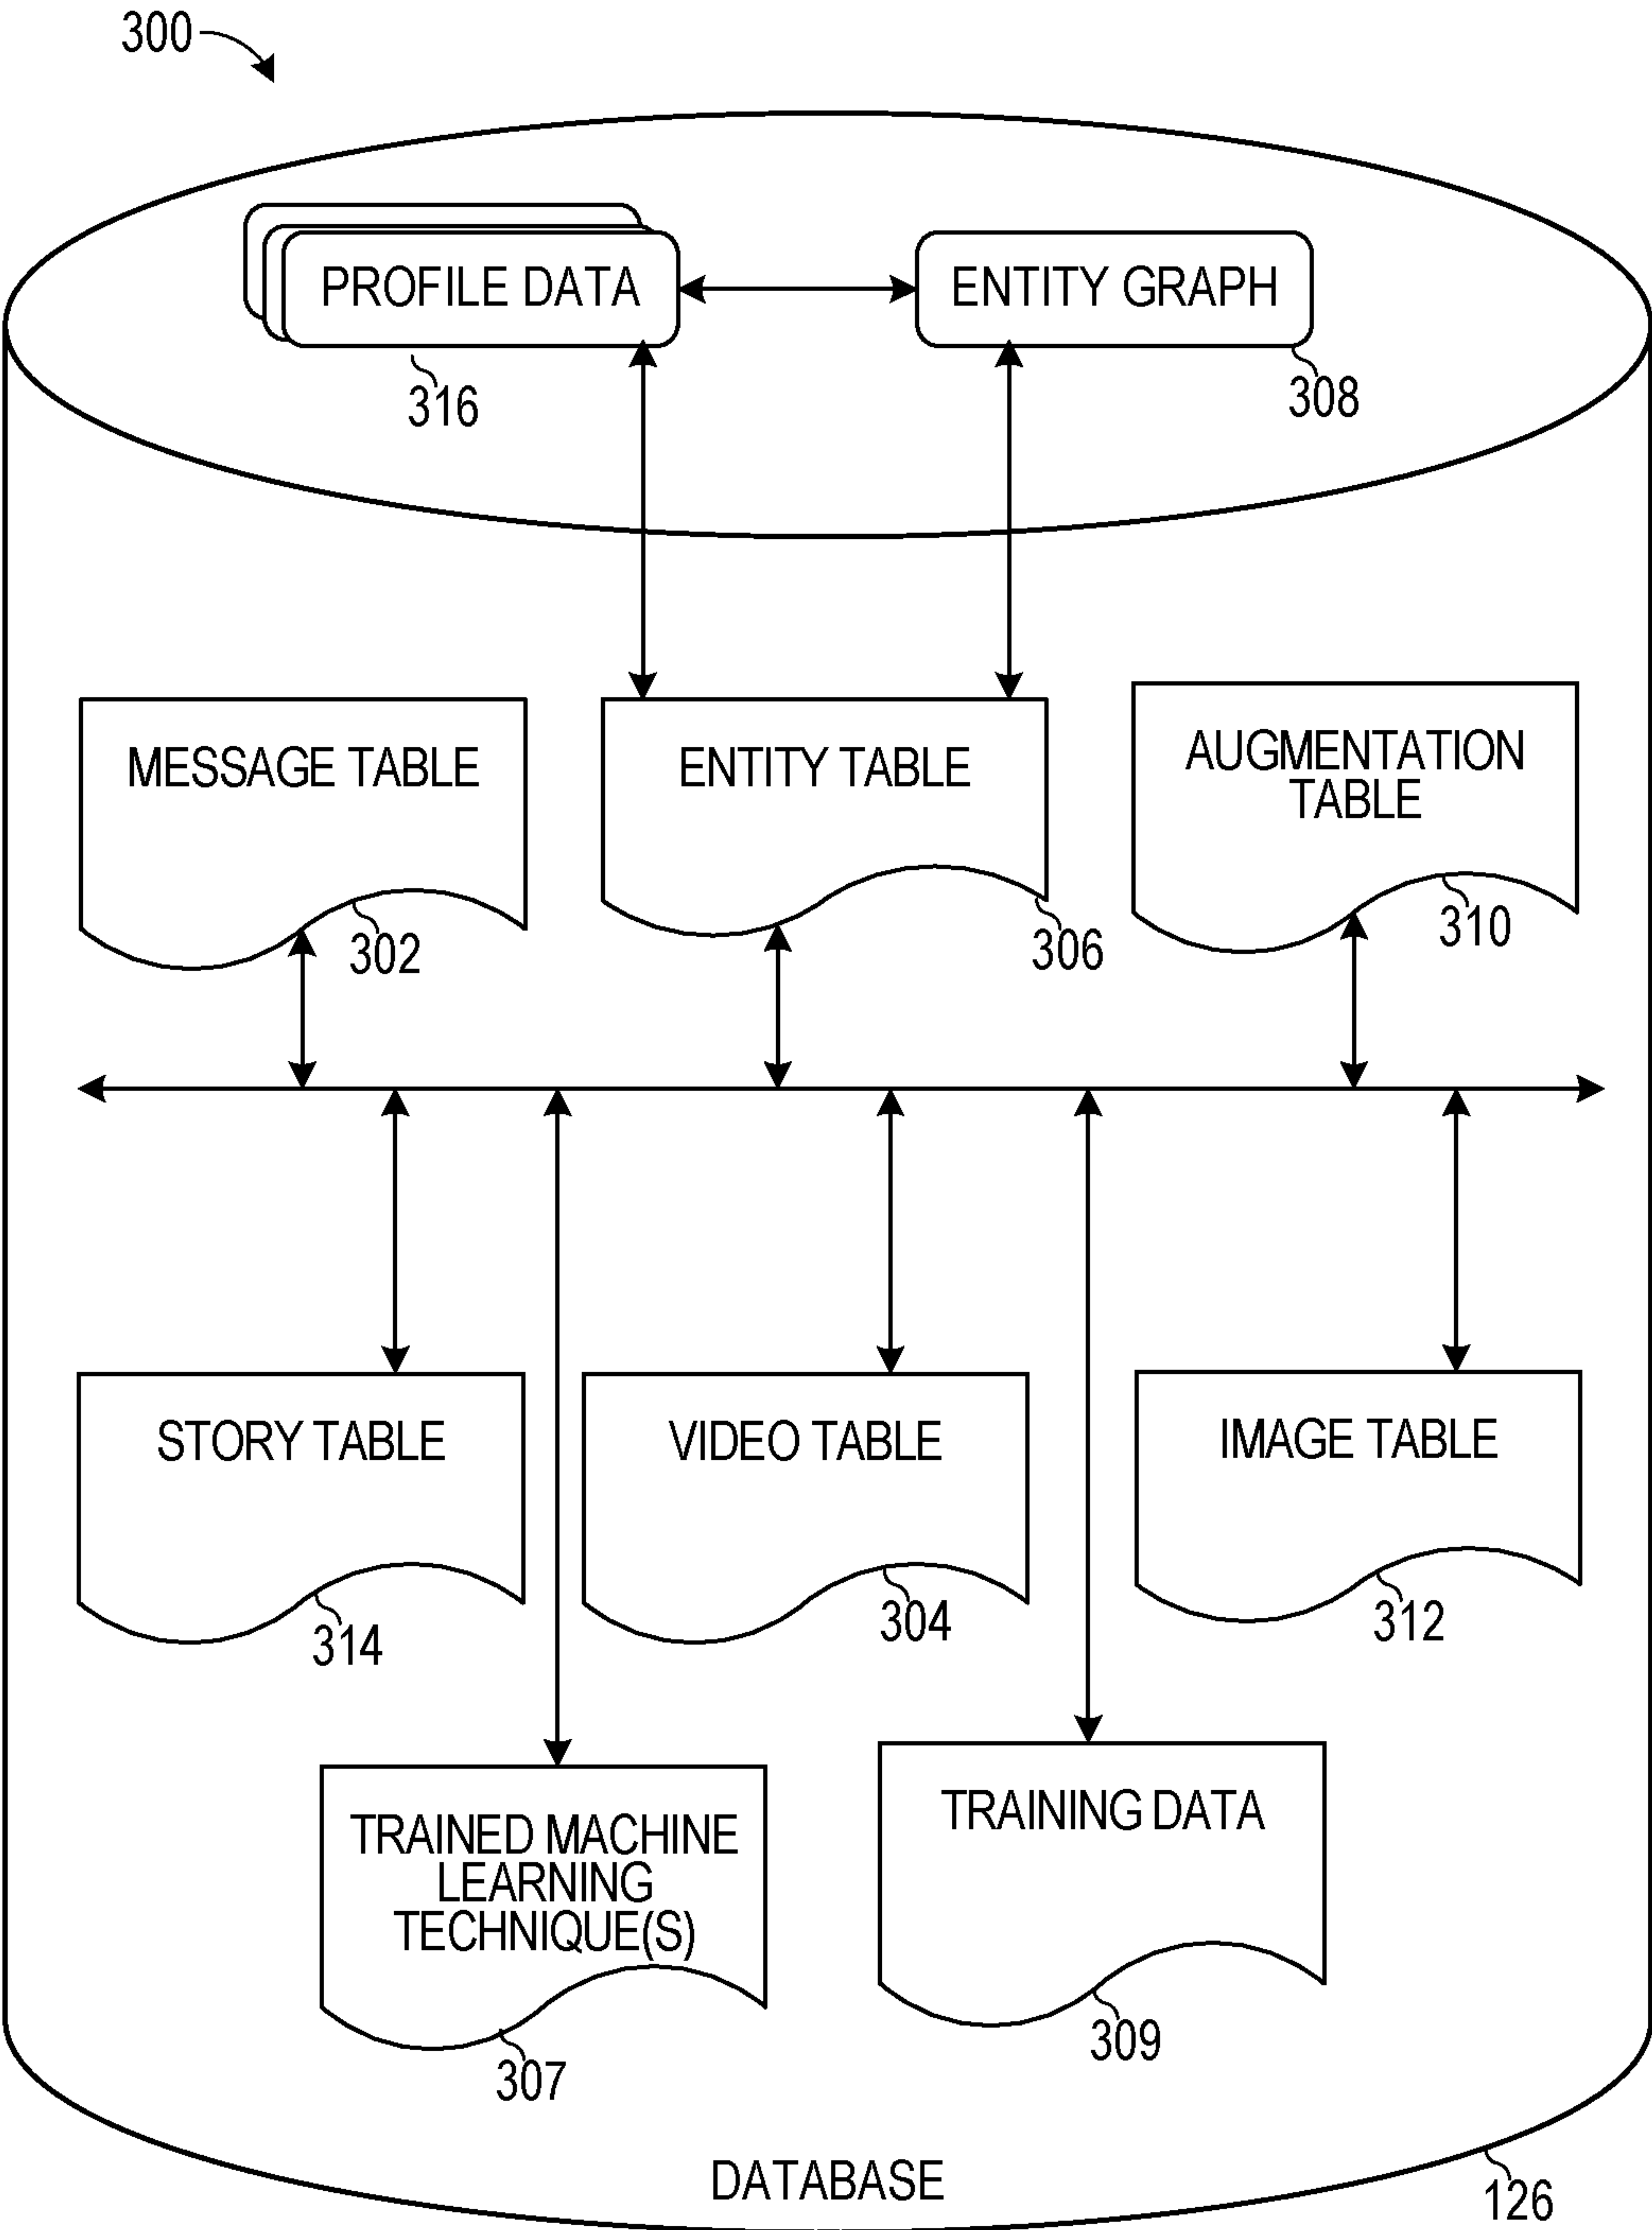 300
PROFILE DATA
ENTITY GRAPH
316
308
MESSAGE TABLE
ENTITY TABLE
AUGMENTATION
TABLE
302
306
310
STORY TABLE
VIDEO TABLE
IMAGE TABLE
314
304
312
TRAINED MACHINE
LEARNING
TECHNIQUE(S)
TRAINING DATA
307
309
DATABASE
126